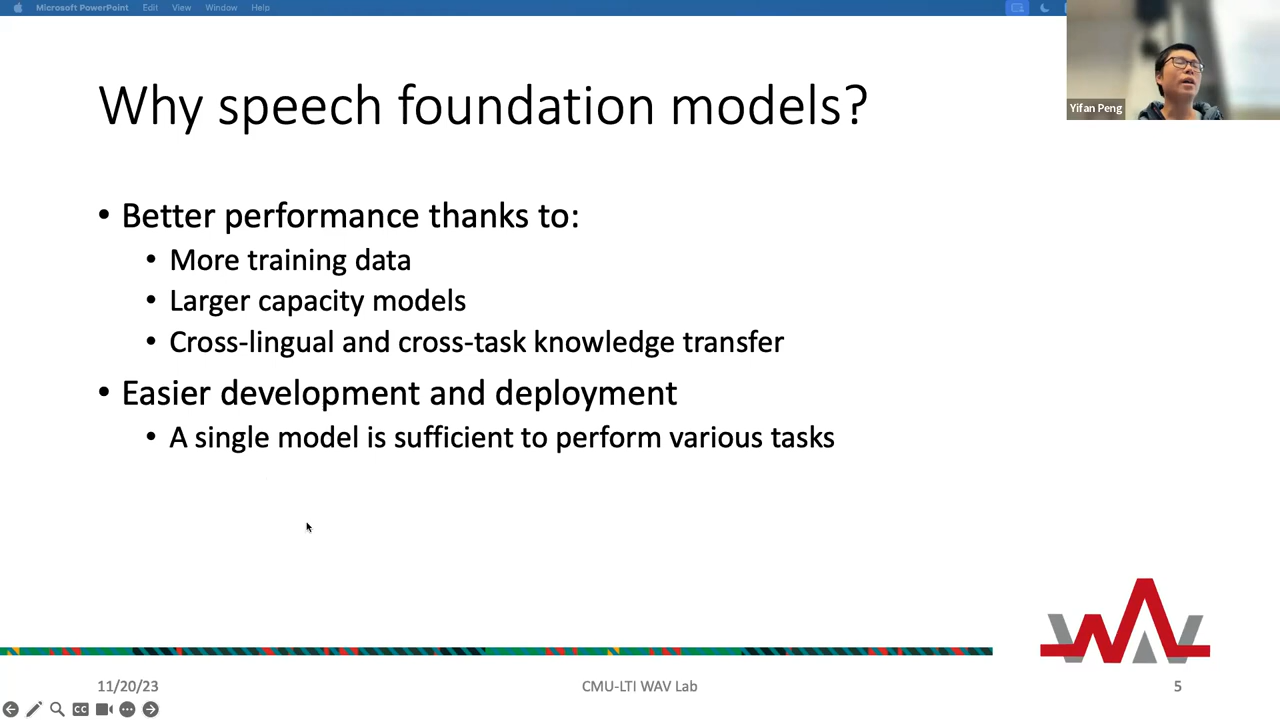 Microsoft PowerPoint Edit View Window Help
Yifan Peng
Why speech foundation models?
• Better performance thanks to:
• More training data
• Larger capacity models
• Cross-lingual and cross-task knowledge transfer
• Easier development and deployment
• A single model is sufficient to perform various tasks
WAV
11/20/23 CMU-LTI WAV Lab 5
CC